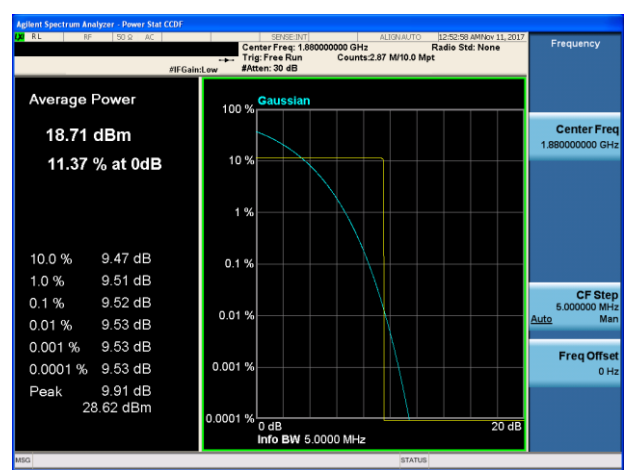 Agilent Spectrum Analyzer - Power Stat CCDF
LXI RL RF 50 Ω AC SENSE:INT ALIGNAUTO 12:52:58 AMNov 11, 2017
Center Freq: 1.880000000 GHz Radio Std: None
Trig: Free Run Counts:2.87 M/10.0 Mpt
#IFGain:Low #Atten: 30 dB
Frequency
Average Power
18.71 dBm
11.37 % at 0dB
10.0 % 9.47 dB
1.0 % 9.51 dB
0.1 % 9.52 dB
0.01 % 9.53 dB
0.001 % 9.53 dB
0.0001 % 9.53 dB
Peak 9.91 dB
28.62 dBm
Gaussian
100 %
10 %
1 %
0.1 %
0.01 %
0.001 %
0.0001 %
0 dB 20 dB
Info BW 5.0000 MHz
Center Freq
1.880000000 GHz
CF Step
5.000000 MHz
Auto Man
Freq Offset
0 Hz
MSG STATUS